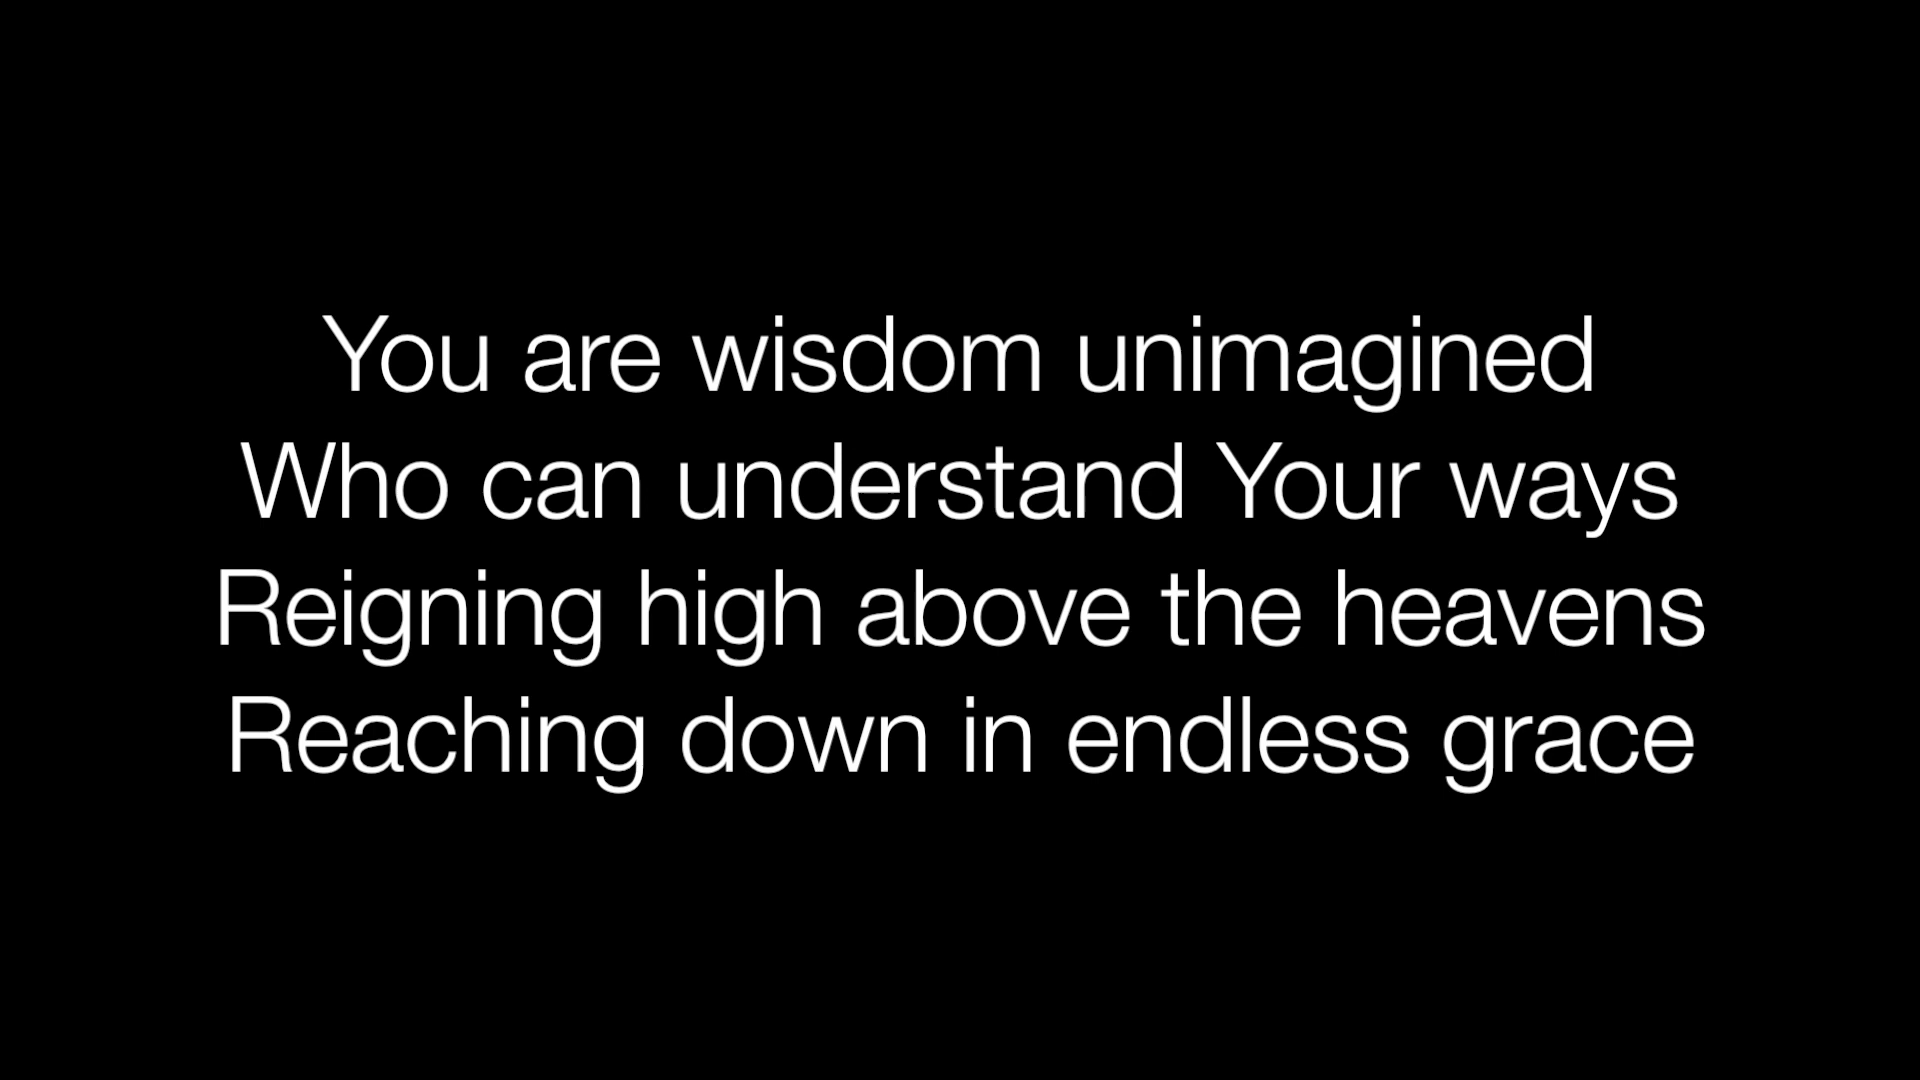 You are wisdom unimagined
Who can understand Your ways
Reigning high above the heavens
Reaching down in endless grace